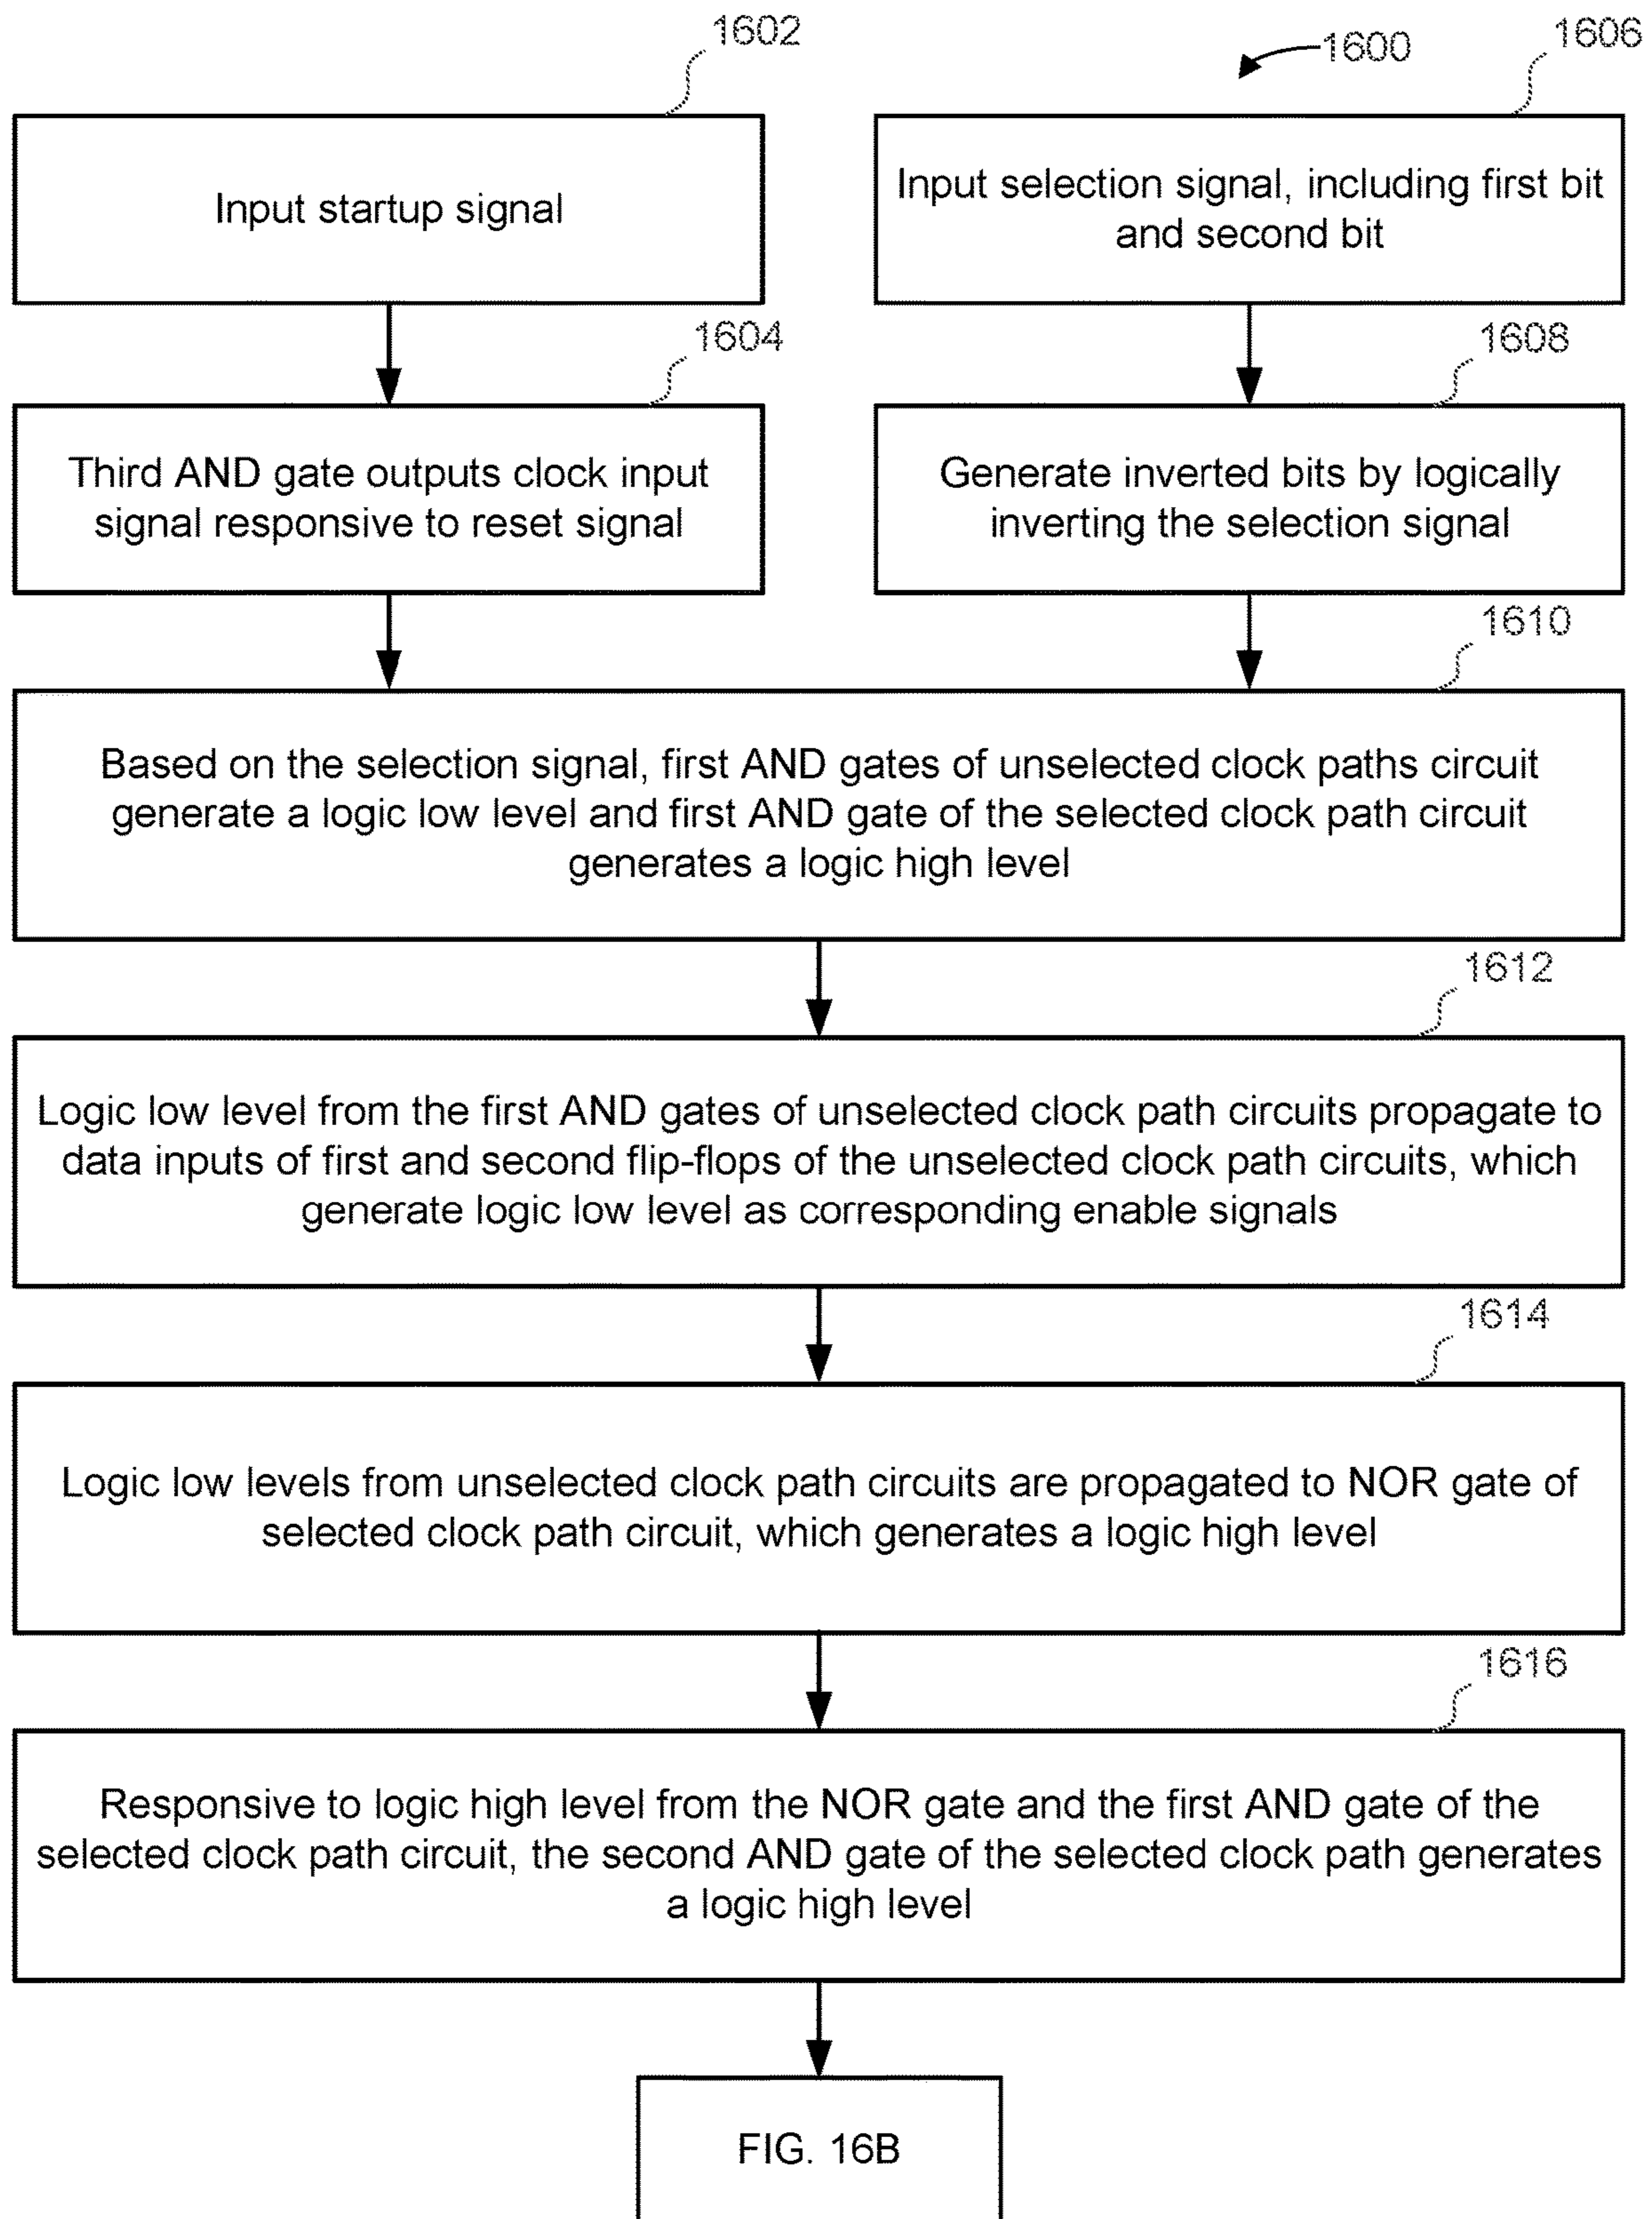 1602
1600
1606
Input startup signal
Input selection signal, including first bit
and second bit
1604
1608
Third AND gate outputs clock input
signal responsive to reset signal
Generate inverted bits by logically
inverting the selection signal
1610
Based on the selection signal, first AND gates of unselected clock paths circuit
generate a logic low level and first AND gate of the selected clock path circuit
generates a logic high level
1612
Logic low level from the first AND gates of unselected clock path circuits propagate to
data inputs of first and second flip-flops of the unselected clock path circuits, which
generate logic low level as corresponding enable signals
1614
Logic low levels from unselected clock path circuits are propagated to NOR gate of
selected clock path circuit, which generates a logic high level
1616
Responsive to logic high level from the NOR gate and the first AND gate of the
selected clock path circuit, the second AND gate of the selected clock path generates
a logic high level
FIG. 16B